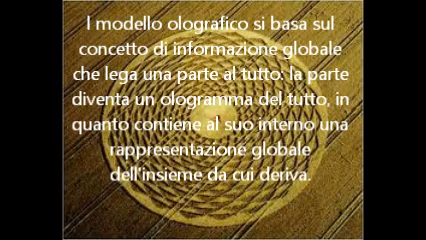 l modello olografico si basa sul
concetto di informazione globale
che lega una parte al tutto: la parte
diventa un ologramma del tutto, in
quanto contiene al suo interno una
rappresentazione globale
dell'insieme da cui deriva.